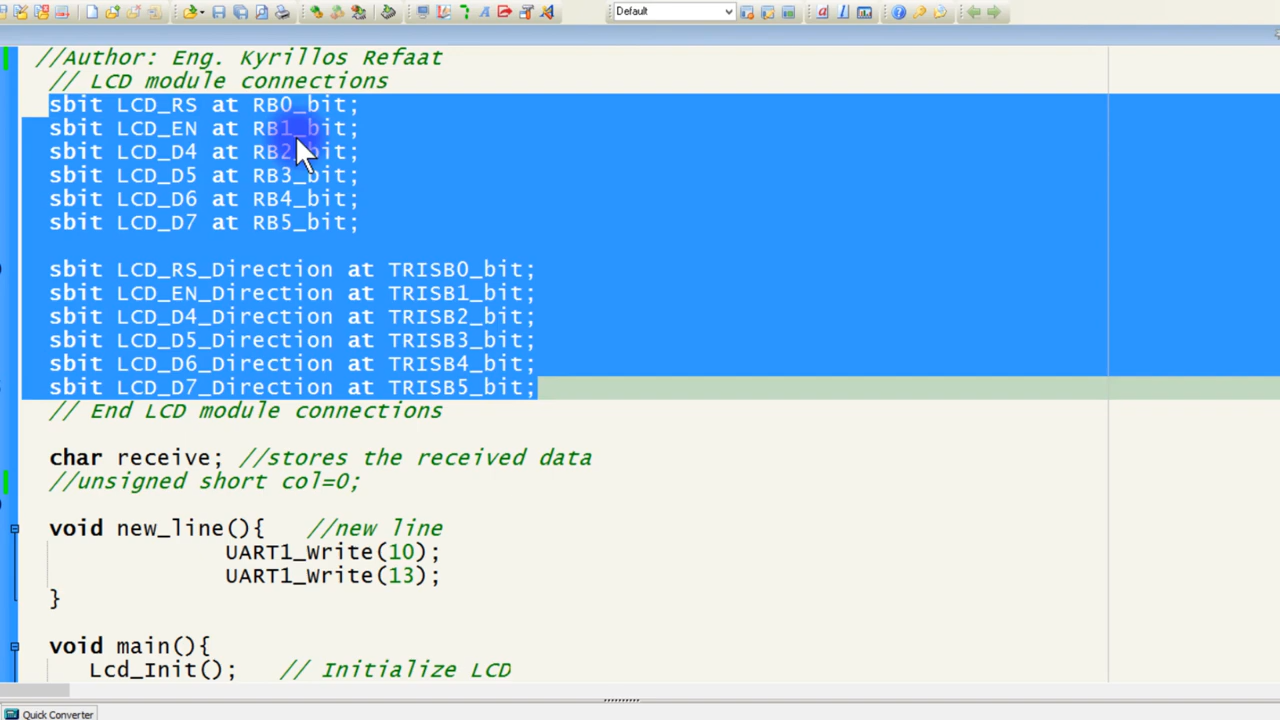 Default
//Author: Eng. Kyrillos Refaat
// LCD module connections
sbit LCD_RS at RB0_bit;
sbit LCD_EN at RB1_bit;
sbit LCD_D4 at RB2_bit;
sbit LCD_D5 at RB3_bit;
sbit LCD_D6 at RB4_bit;
sbit LCD_D7 at RB5_bit;
sbit LCD_RS_Direction at TRISB0_bit;
sbit LCD_EN_Direction at TRISB1_bit;
sbit LCD_D4_Direction at TRISB2_bit;
sbit LCD_D5_Direction at TRISB3_bit;
sbit LCD_D6_Direction at TRISB4_bit;
sbit LCD_D7_Direction at TRISB5_bit;
// End LCD module connections
char receive; //stores the received data
//unsigned short col=0;
void new_line(){ //new line
UART1_Write(10);
UART1_Write(13);
}
void main(){
Lcd_Init(); // Initialize LCD
Quick Converter